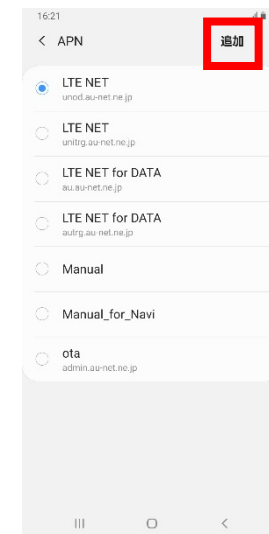 16:21
APN
追加
LTE NET
unod.au-net.ne.jp
LTE NET
unitrg.au-net.ne.jp
LTE NET for DATA
au.au-net.ne.jp
LTE NET for DATA
autrg.au-net.ne.jp
Manual
Manual_for_Navi
ota
admin.au-net.ne.jp